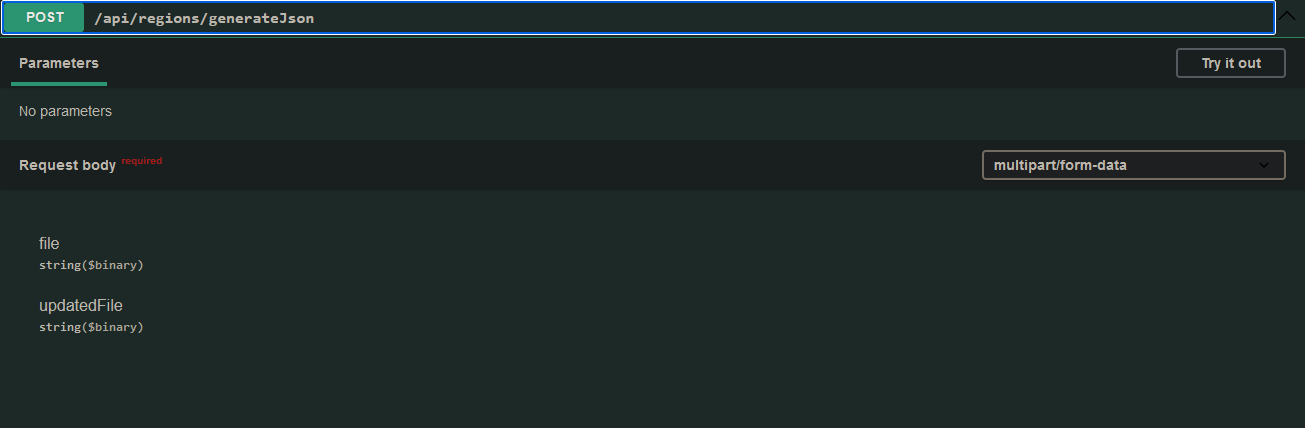 POST /api/regions/generateJson
Parameters
Try it out
No parameters
Request body required
multipart/form-data
file
string($binary)
updatedFile
string($binary)